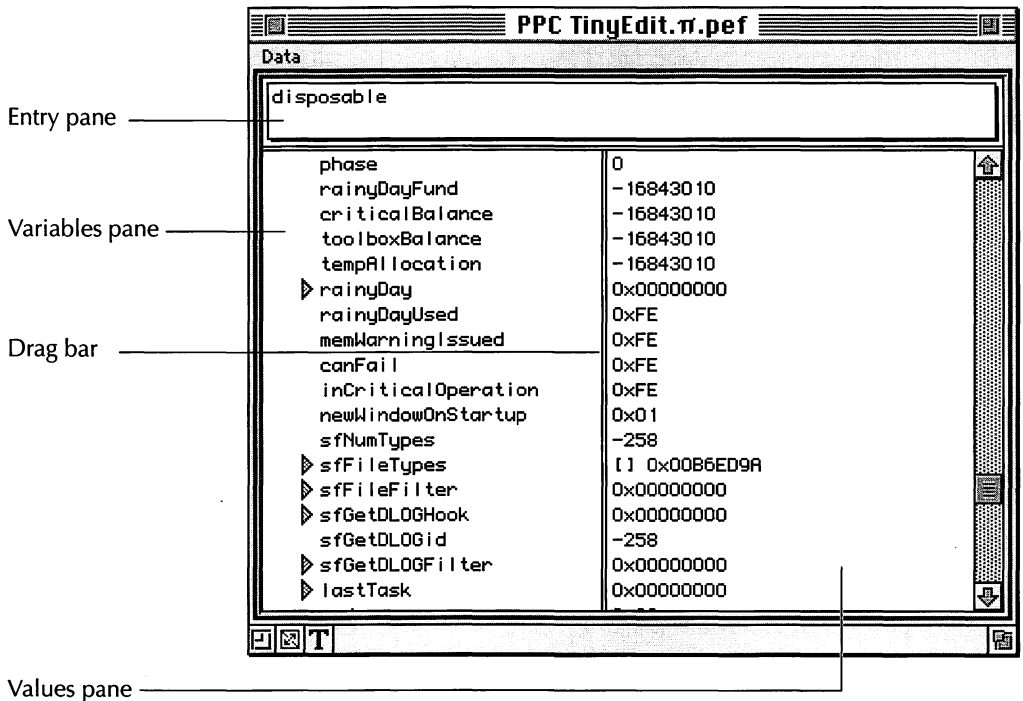 PPC TinyEdit.π.pef
Data
disposable
Entry pane
phase 0
rainyDayFund -16843010
criticalBalance -16843010
Variables pane
toolboxBalance -16843010
tempAllocation -16843010
rainyDay 0x00000000
rainyDayUsed 0xFE
Drag bar
memWarningIssued 0xFE
canFail 0xFE
inCriticalOperation 0xFE
newWindowOnStartup 0x01
sfNumTypes -258
sfFileTypes [] 0x00B6ED9A
sfFileFilter 0x00000000
sfGetDLOGHook 0x00000000
sfGetDLOGid -258
sfGetDLOGFilter 0x00000000
lastTask 0x00000000
T
Values pane